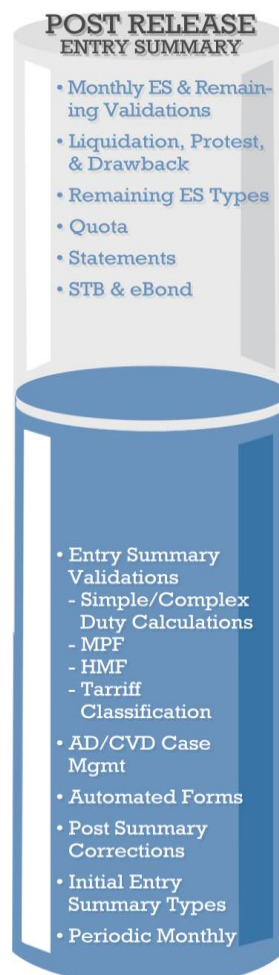 POST RELEASE
ENTRY SUMMARY
• Monthly ES & Remain-
ing Validations
• Liquidation, Protest,
& Drawback
• Remaining ES Types
• Quota
• Statements
• STB & eBond
• Entry Summary
Validations
- Simple/Complex
Duty Calculations
- MPF
- HMF
- Tarriff
Classification
• AD/CVD Case
Mgmt
• Automated Forms
• Post Summary
Corrections
• Initial Entry
Summary Types
• Periodic Monthly